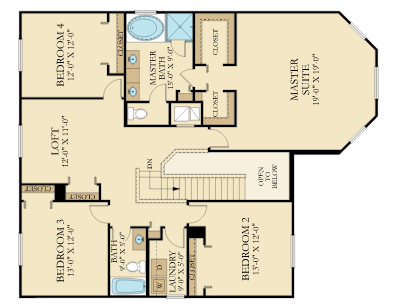 BEDROOM 4
12'-0" X 12'-0"
CLOSET
MASTER
BATH
15'-0" X 9'-0"
CLOSET
CLOSET
MASTER
SUITE
19'-0" X 19'-0"
LOFT
12'-0" X 11'-0"
DN
OPEN
TO
BELOW
CLOSET
CLOSET
BEDROOM 3
13'-0" X 12'-0"
BATH
9'-0" X 5'-0"
LAUNDRY
9'-0" X 5'-0"
D
W
CLOSET
BEDROOM 2
13'-0" X 12'-0"